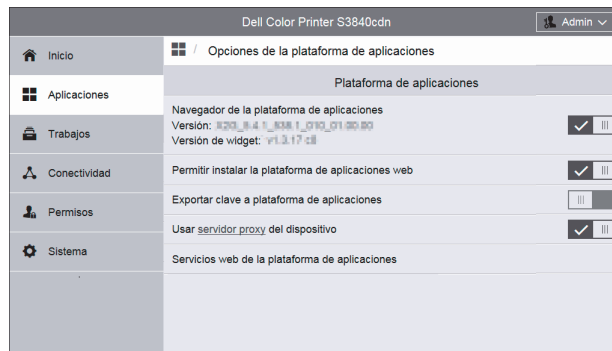 Dell Color Printer S3840cdn
Admin
Inicio
/ Opciones de la plataforma de aplicaciones
Plataforma de aplicaciones
Aplicaciones
Navegador de la plataforma de aplicaciones
Versión:
Versión de widget:
Trabajos
Conectividad
Permitir instalar la plataforma de aplicaciones web
Exportar clave a plataforma de aplicaciones
Permisos
Usar servidor proxy del dispositivo
Sistema
Servicios web de la plataforma de aplicaciones